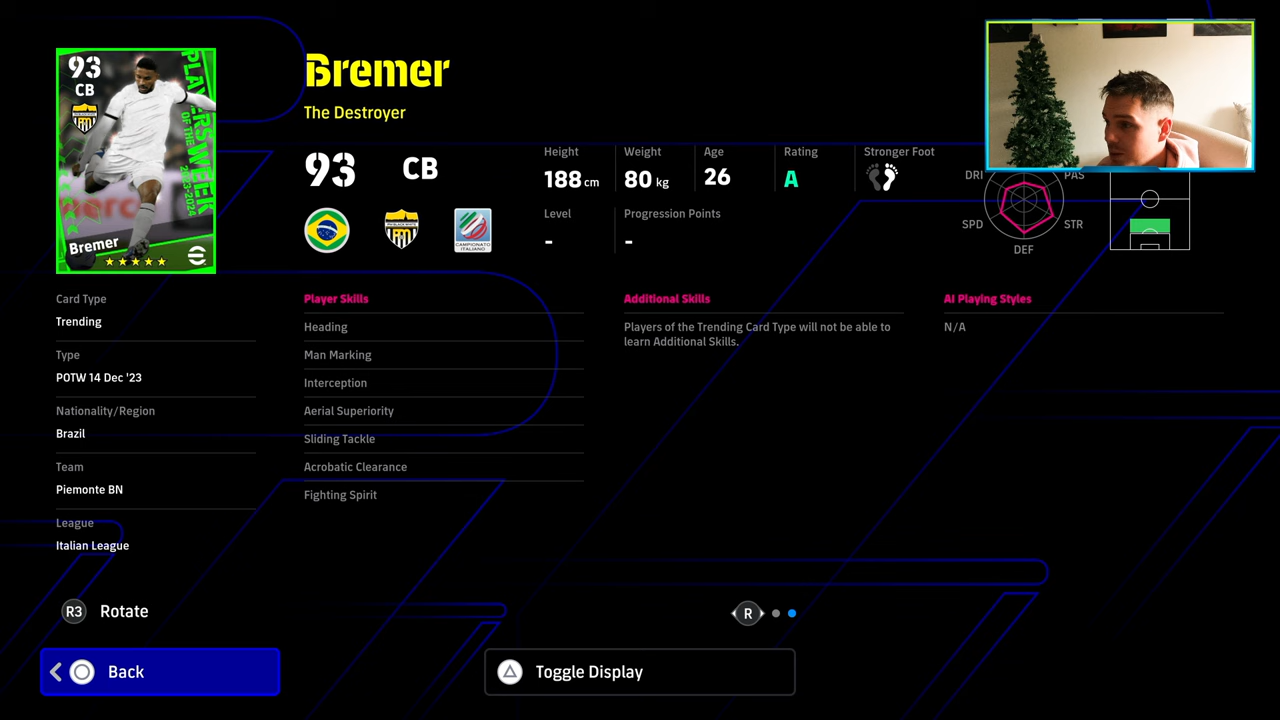 93
CB
PLAYERS OF THE WEEK
2023-2024
Bremer
Bremer
The Destroyer
93
CB
Height
188 cm
Weight
80 kg
Age
26
Rating
A
Stronger Foot
Level
-
Progression Points
-
CAMPIONATO
ITALIANO
DRI
PAS
SPD
STR
DEF
Card Type
Trending
Type
POTW 14 Dec '23
Nationality/Region
Brazil
Team
Piemonte BN
League
Italian League
Player Skills
Heading
Man Marking
Interception
Aerial Superiority
Sliding Tackle
Acrobatic Clearance
Fighting Spirit
Additional Skills
Players of the Trending Card Type will not be able to
learn Additional Skills.
AI Playing Styles
N/A
R3 Rotate
R
Back
Toggle Display